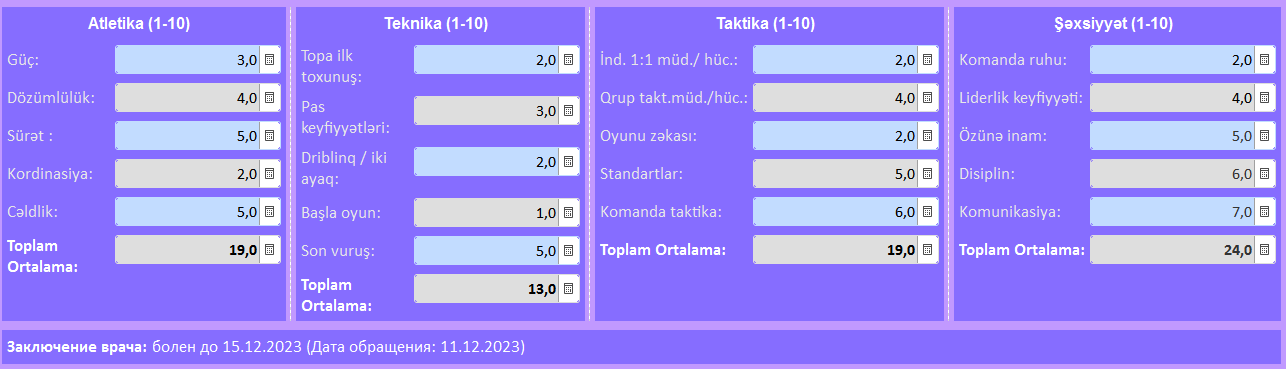 Atletika (1-10)
Güç: 3,0
Dözümlülük: 4,0
Sürət : 5,0
Kordinasiya: 2,0
Cəldlik: 5,0
Toplam
Ortalama: 19,0
Teknika (1-10)
Topa ilk
toxunuş: 2,0
Pas
keyfiyyətləri: 3,0
Driblinq / iki
ayaq: 2,0
Başla oyun: 1,0
Son vuruş: 5,0
Toplam
Ortalama: 13,0
Taktika (1-10)
İnd. 1:1 müd./ hüc.: 2,0
Qrup takt.müd./hüc.: 4,0
Oyunu zəkası: 2,0
Standartlar: 5,0
Komanda taktika: 6,0
Toplam Ortalama: 19,0
Şəxsiyyət (1-10)
Komanda ruhu: 2,0
Liderlik keyfiyyəti: 4,0
Özünə inam: 5,0
Disiplin: 6,0
Komunikasiya: 7,0
Toplam Ortalama: 24,0
Заключение врача: болен до 15.12.2023 (Дата обращения: 11.12.2023)